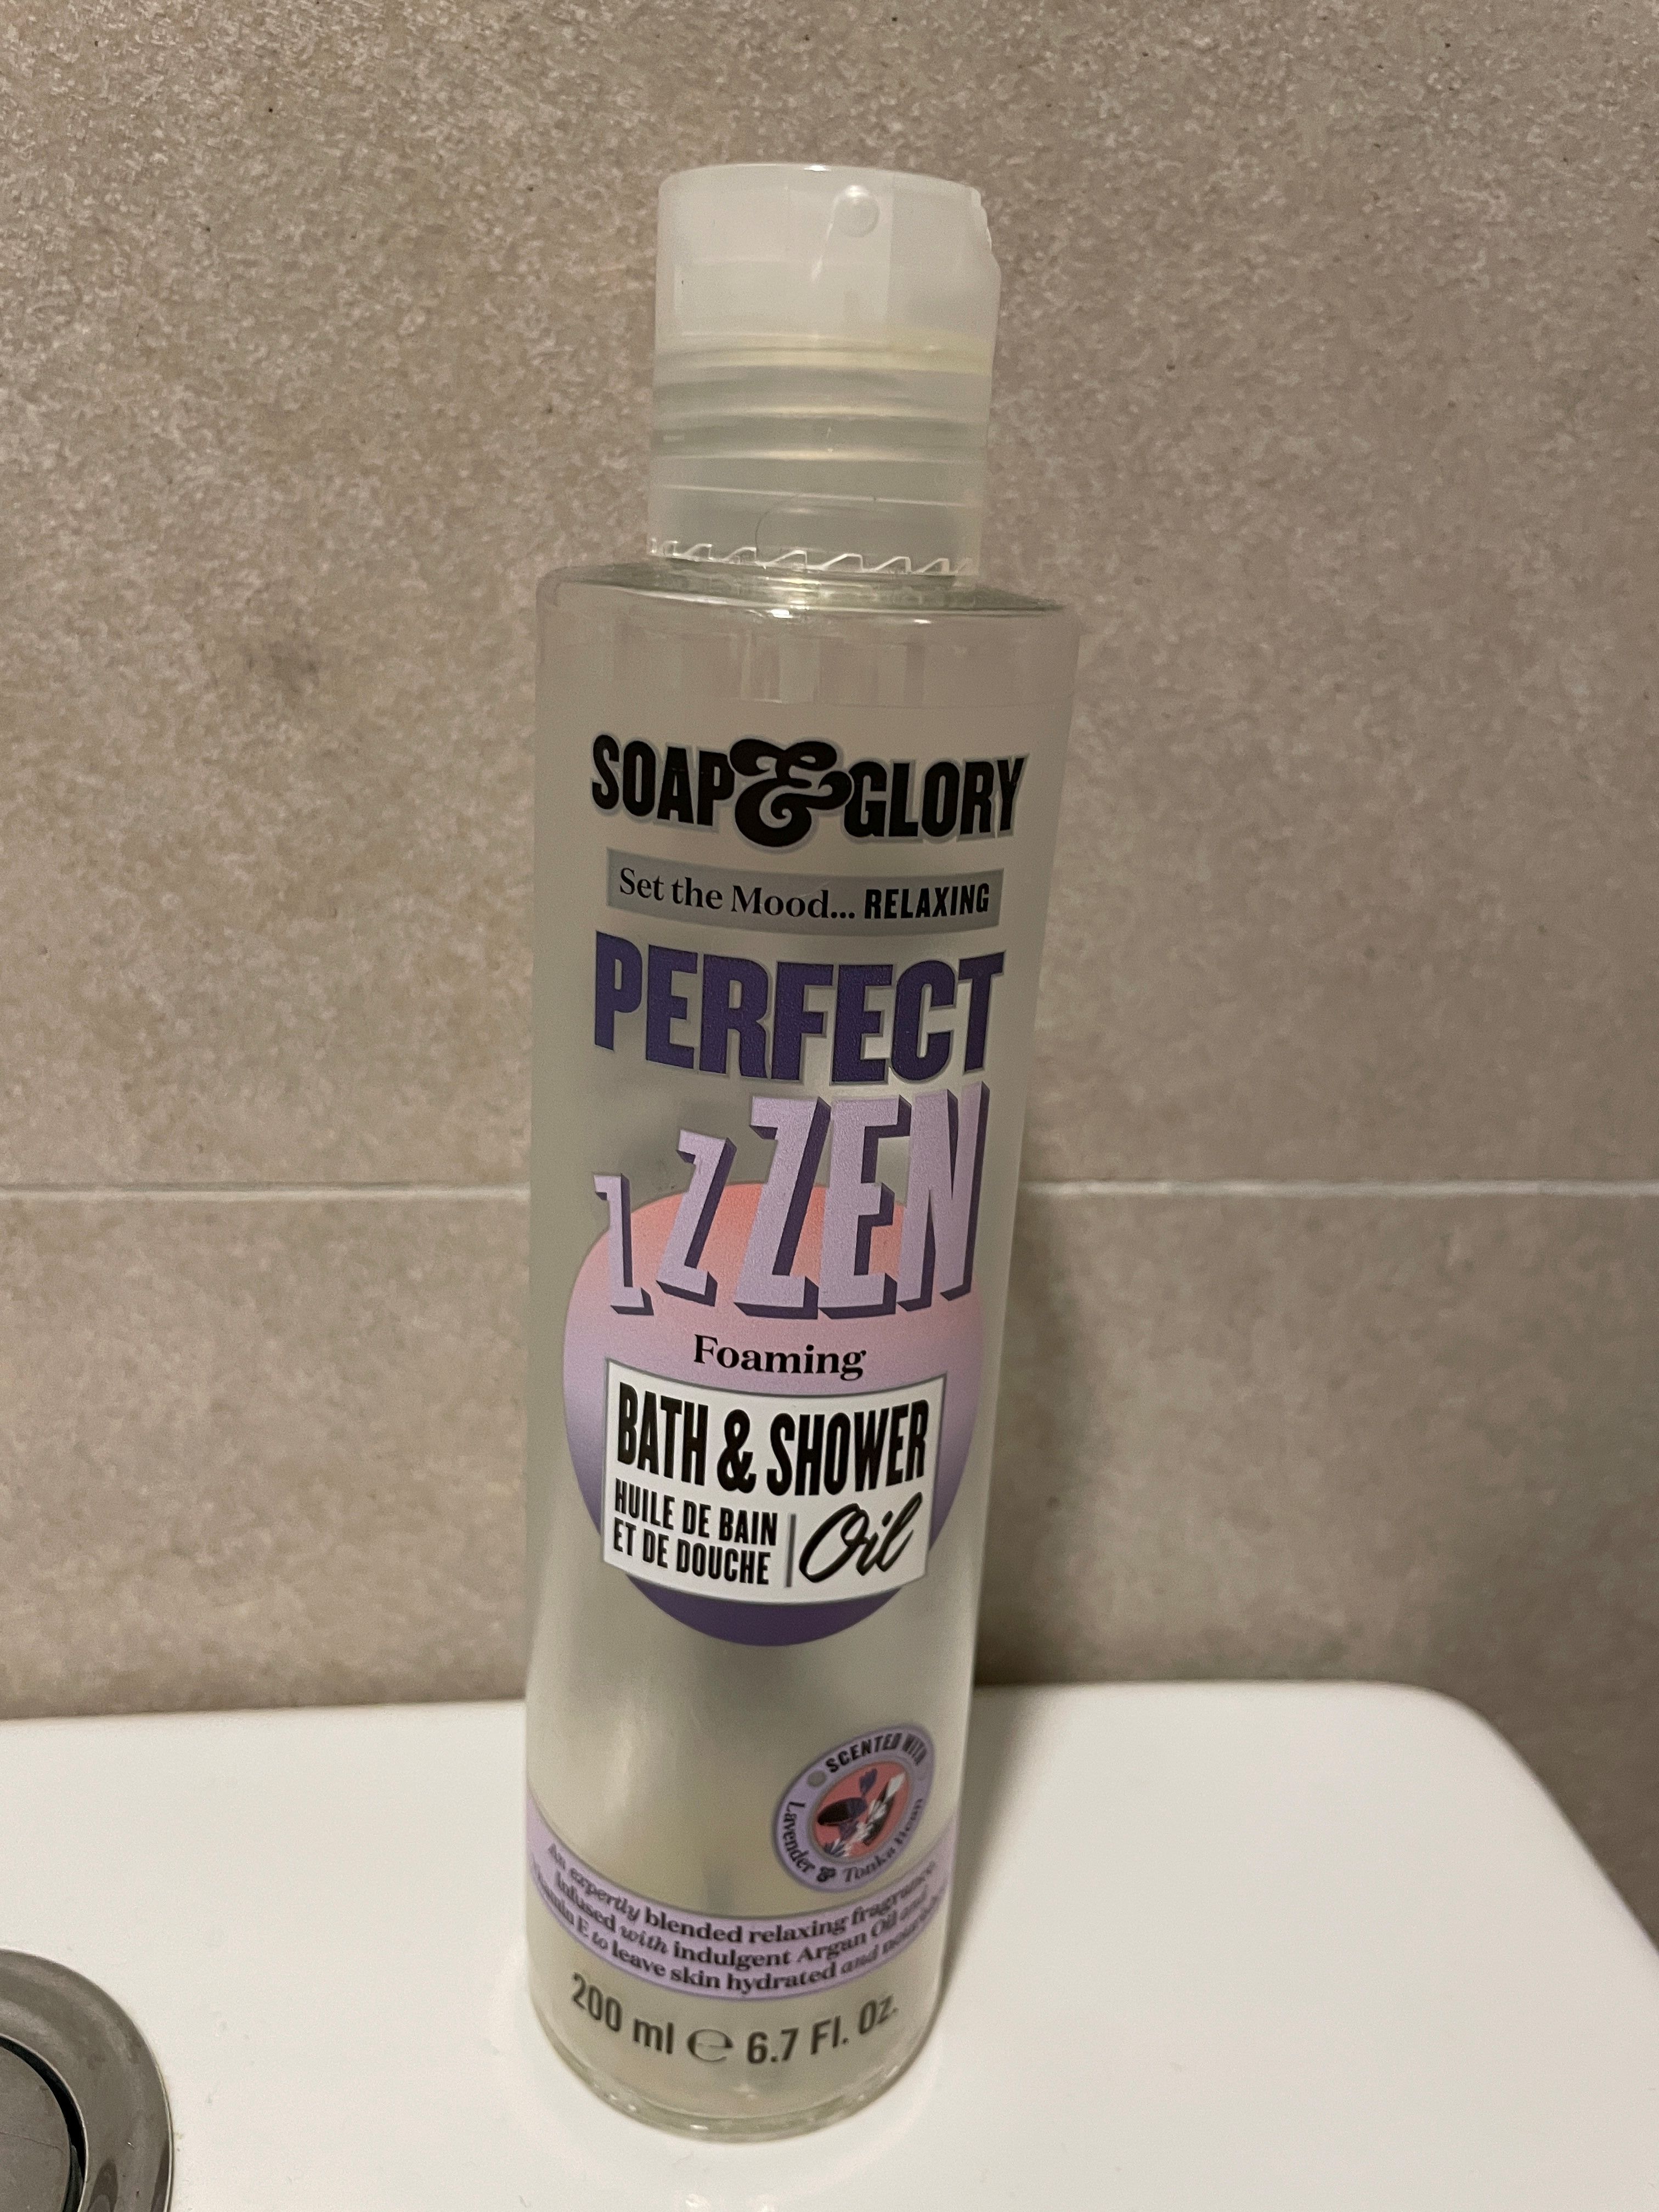 SOAP&GLORY
Set the Mood... RELAXING
PERFECT
ZZZEN
Foaming
BATH & SHOWER
HUILE DE BAIN
ET DE DOUCHE
Oil
SCENTED WITH
Lavender & Tonka Bean
An expertly blended relaxing fragrance,
infused with indulgent Argan Oil and
Vitamin E to leave skin hydrated and
200 ml ℮ 6.7 Fl. Oz.